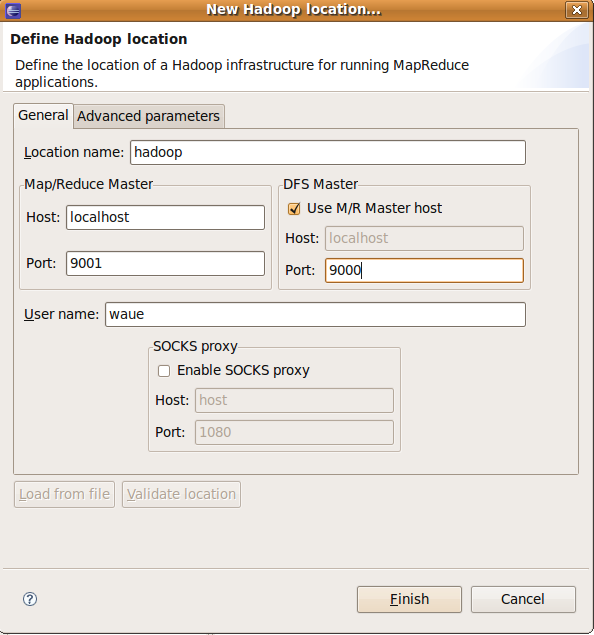 New Hadoop location...
Define Hadoop location
Define the location of a Hadoop infrastructure for running MapReduce
applications.
General Advanced parameters
Location name: hadoop
Map/Reduce Master
Host: localhost
Port: 9001
DFS Master
Use M/R Master host
Host: localhost
Port: 9000
User name: waue
SOCKS proxy
Enable SOCKS proxy
Host: host
Port: 1080
Load from file Validate location
? Finish Cancel